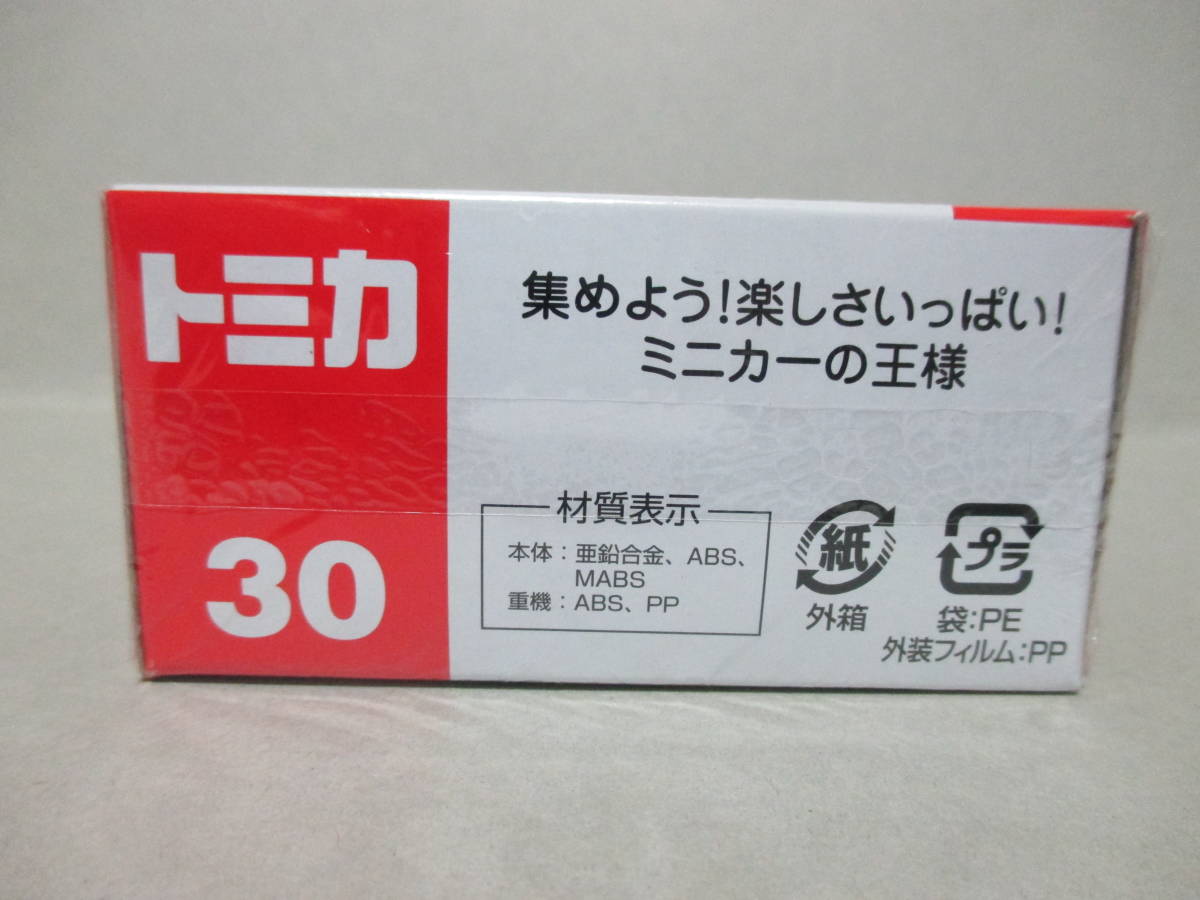 トミカ
集めよう!楽しさいっぱい!
ミニカーの王様
30
材質表示
本体:亜鉛合金、ABS、
MABS
重機:ABS、PP
紙
外箱
プラ
袋:PE
外装フィルム:PP